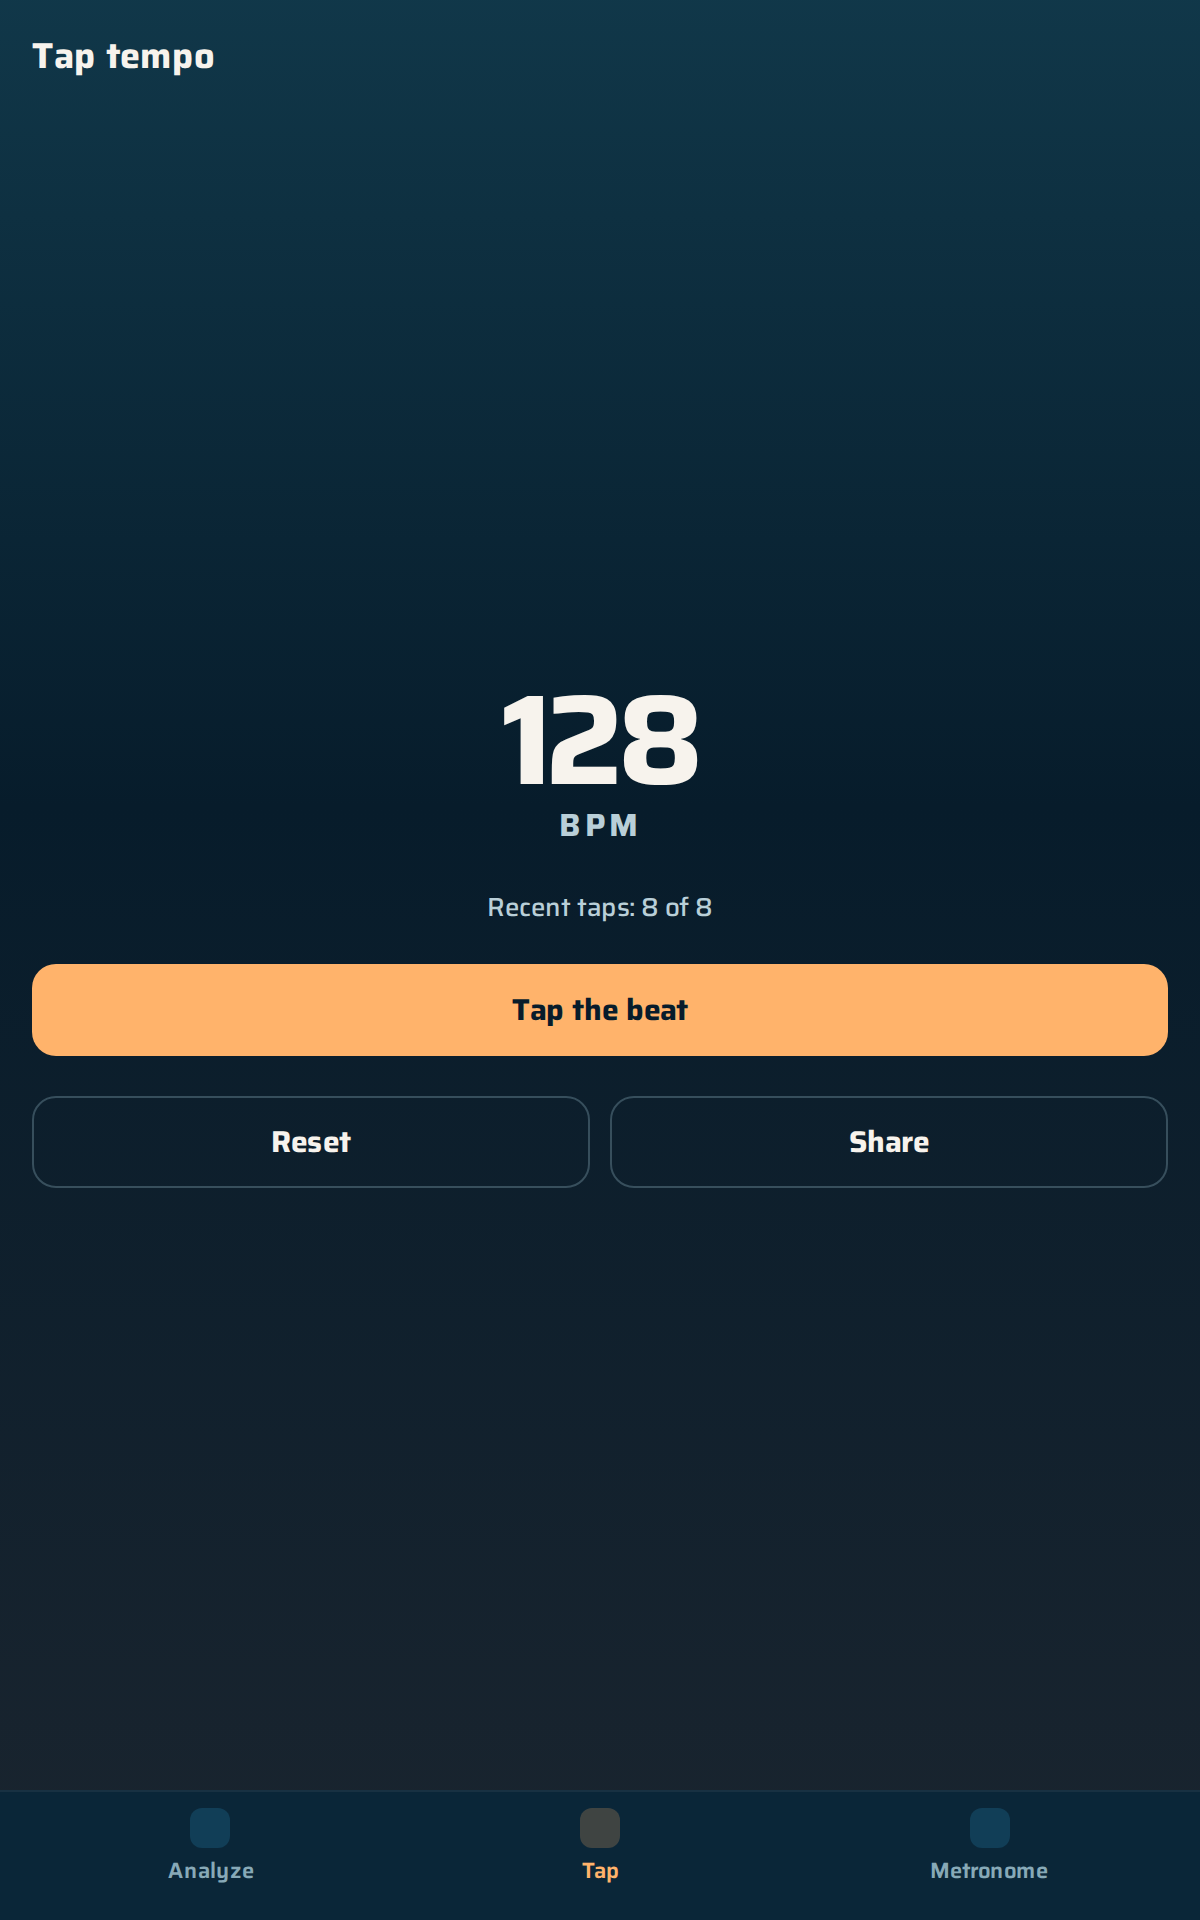 Tap tempo
128
BPM
Recent taps: 8 of 8
Tap the beat
Reset
Share
Analyze
Tap
Metronome